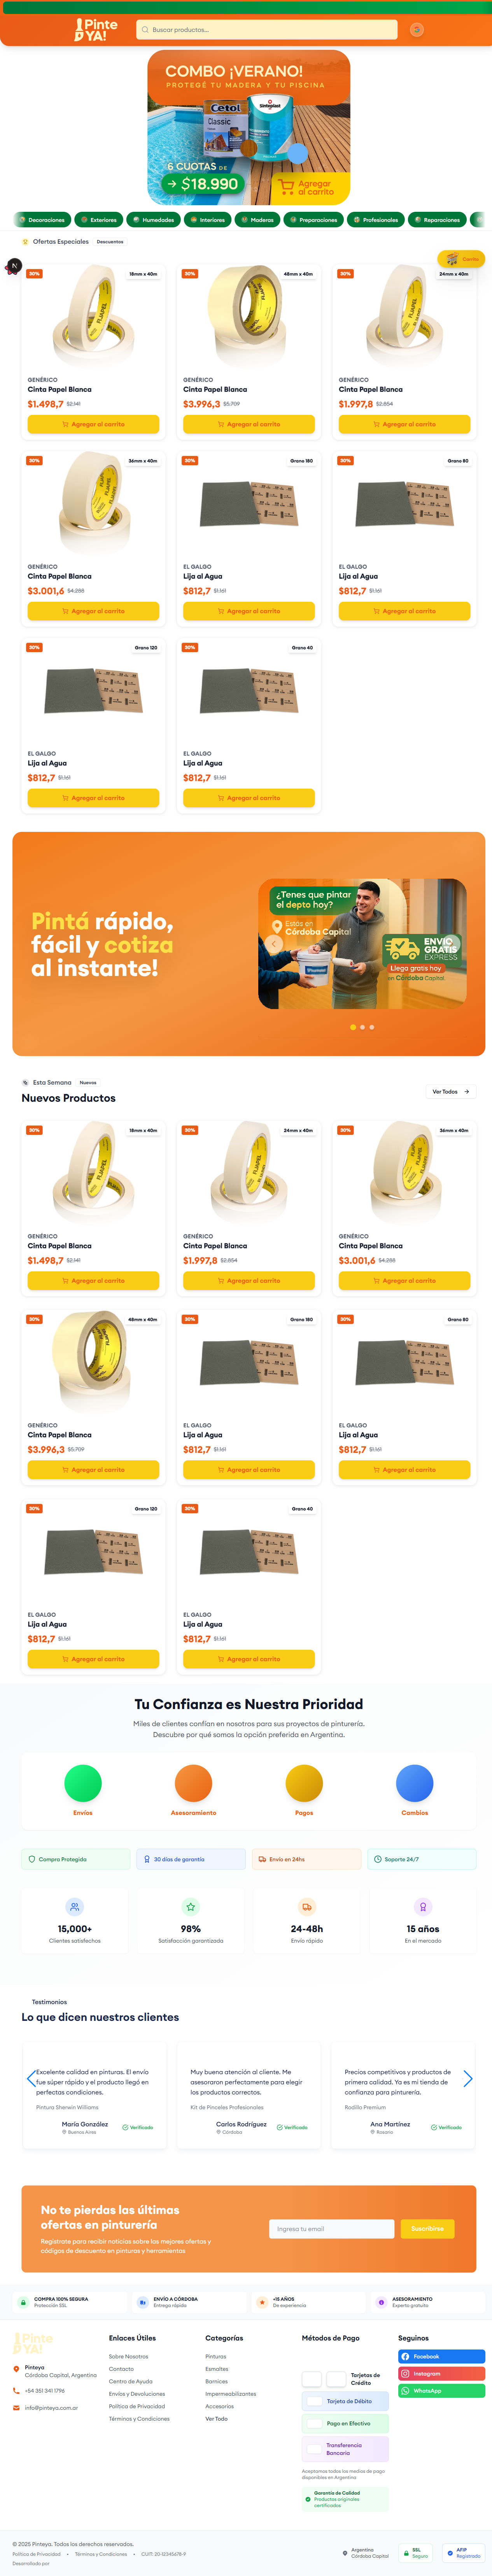 ¡Pinte
YA!
Buscar productos...
COMBO ¡VERANO!
PROTEGÉ TU MADERA Y TU PISCINA
Cetol
Classic
Sinteplast
6 CUOTAS DE
→ $18.990
Agregar
al carrito
Decoraciones
Exteriores
Humedades
Interiores
Maderas
Preparaciones
Profesionales
Reparaciones
Ofertas Especiales
Descuentos
Carrito
N
30%
18mm x 40m
GENÉRICO
Cinta Papel Blanca
$1.498,7 $2.141
Agregar al carrito
30%
48mm x 40m
GENÉRICO
Cinta Papel Blanca
$3.996,3 $5.709
Agregar al carrito
30%
24mm x 40m
GENÉRICO
Cinta Papel Blanca
$1.997,8 $2.854
Agregar al carrito
30%
36mm x 40m
GENÉRICO
Cinta Papel Blanca
$3.001,6 $4.288
Agregar al carrito
30%
Grano 180
EL GALGO
Lija al Agua
$812,7 $1.161
Agregar al carrito
30%
Grano 80
EL GALGO
Lija al Agua
$812,7 $1.161
Agregar al carrito
30%
Grano 120
EL GALGO
Lija al Agua
$812,7 $1.161
Agregar al carrito
30%
Grano 40
EL GALGO
Lija al Agua
$812,7 $1.161
Agregar al carrito
Pintá rápido,
fácil y cotiza
al instante!
¿Tenes que pintar
el depto hoy?
Estás en
Córdoba Capital
ENVIO
GRATIS
EXPRESS
Llega gratis hoy
en Córdoba Capital.
Esta Semana
Nuevos
Nuevos Productos
Ver Todos
30%
18mm x 40m
GENÉRICO
Cinta Papel Blanca
$1.498,7 $2.141
Agregar al carrito
30%
24mm x 40m
GENÉRICO
Cinta Papel Blanca
$1.997,8 $2.854
Agregar al carrito
30%
36mm x 40m
GENÉRICO
Cinta Papel Blanca
$3.001,6 $4.288
Agregar al carrito
30%
48mm x 40m
GENÉRICO
Cinta Papel Blanca
$3.996,3 $5.709
Agregar al carrito
30%
Grano 180
EL GALGO
Lija al Agua
$812,7 $1.161
Agregar al carrito
30%
Grano 80
EL GALGO
Lija al Agua
$812,7 $1.161
Agregar al carrito
30%
Grano 120
EL GALGO
Lija al Agua
$812,7 $1.161
Agregar al carrito
30%
Grano 40
EL GALGO
Lija al Agua
$812,7 $1.161
Agregar al carrito
Tu Confianza es Nuestra Prioridad
Miles de clientes confían en nosotros para sus proyectos de pinturería.
Descubre por qué somos la opción preferida en Argentina.
Envíos
Asesoramiento
Pagos
Cambios
Compra Protegida
30 días de garantía
Envío en 24hs
Soporte 24/7
15,000+
Clientes satisfechos
98%
Satisfacción garantizada
24-48h
Envío rápido
15 años
En el mercado
Testimonios
Lo que dicen nuestros clientes
Excelente calidad en pinturas. El envío
fue súper rápido y el producto llegó en
perfectas condiciones.
Pintura Sherwin Williams
María González
Buenos Aires
Verificado
Muy buena atención al cliente. Me
asesoraron perfectamente para elegir
los productos correctos.
Kit de Pinceles Profesionales
Carlos Rodríguez
Córdoba
Verificado
Precios competitivos y productos de
primera calidad. Ya es mi tienda de
confianza para pinturería.
Rodillo Premium
Ana Martínez
Rosario
Verificado
No te pierdas las últimas
ofertas en pinturería
Registrate para recibir noticias sobre las mejores ofertas y
códigos de descuento en pinturas y herramientas
Ingresa tu email
Suscribirse
COMPRA 100% SEGURA
Protección SSL
ENVÍO A CÓRDOBA
Entrega rápida
+15 AÑOS
De experiencia
ASESORAMIENTO
Experto gratuito
¡Pinte
YA!
Pinteya
Córdoba Capital, Argentina
+54 351 341 1796
info@pinteya.com.ar
Enlaces Útiles
Sobre Nosotros
Contacto
Centro de Ayuda
Envíos y Devoluciones
Política de Privacidad
Términos y Condiciones
Categorías
Pinturas
Esmaltes
Barnices
Impermeabilizantes
Accesorios
Ver Todo
Métodos de Pago
Tarjetas de
Crédito
Tarjeta de Débito
Pago en Efectivo
Transferencia
Bancaria
Aceptamos todos los medios de pago
disponibles en Argentina
Garantía de Calidad
Productos originales
certificados
Seguinos
Facebook
Instagram
WhatsApp
© 2025 Pinteya. Todos los derechos reservados.
Política de Privacidad • Términos y Condiciones • CUIT: 20-12345678-9
Desarrollado por
Argentina
Córdoba Capital
SSL
Seguro
AFIP
Registrado